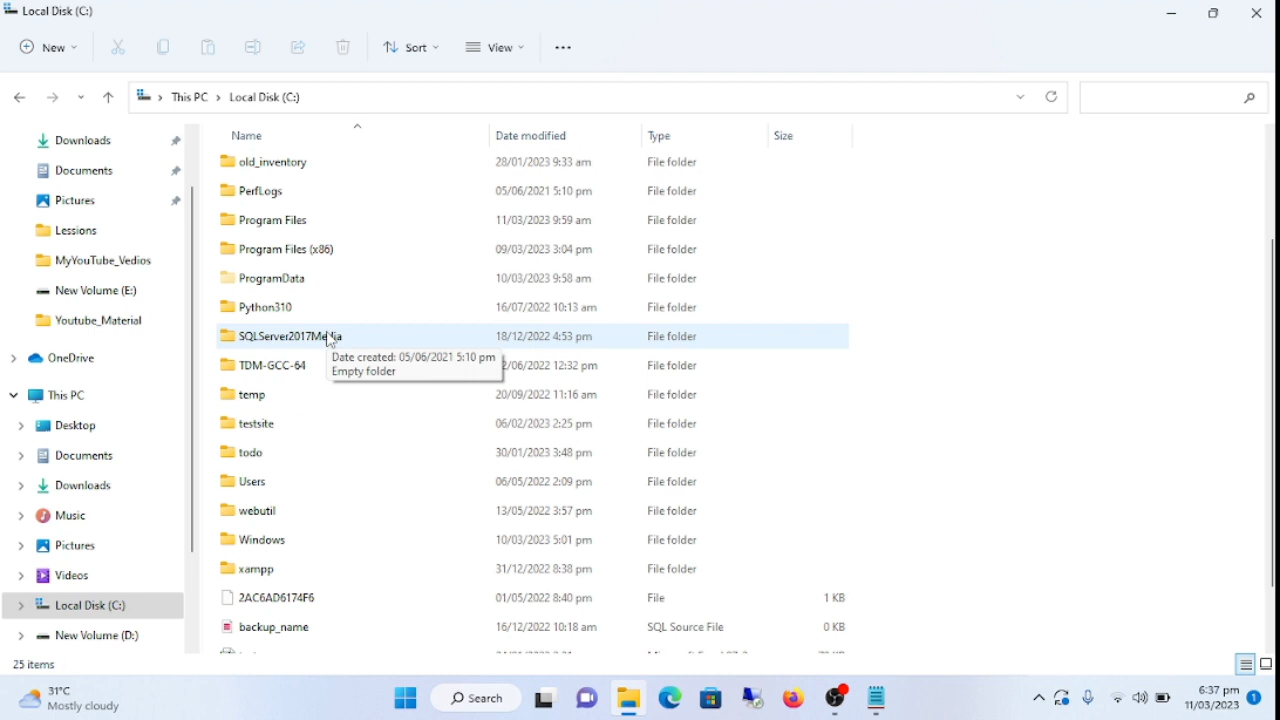 Local Disk (C:)
New
Sort
View
This PC > Local Disk (C:)
Name Date modified Type Size
Downloads
Documents
Pictures
Lessions
MyYouTube_Vedios
New Volume (E:)
Youtube_Material
OneDrive
This PC
Desktop
Documents
Downloads
Music
Pictures
Videos
Local Disk (C:)
New Volume (D:)
old_inventory 28/01/2023 9:33 am File folder
PerfLogs 05/06/2021 5:10 pm File folder
Program Files 11/03/2023 9:59 am File folder
Program Files (x86) 09/03/2023 3:04 pm File folder
ProgramData 10/03/2023 9:58 am File folder
Python310 16/07/2022 10:13 am File folder
SQLServer2017Media 18/12/2022 4:53 pm File folder
Date created: 05/06/2021 5:10 pm
Empty folder
TDM-GCC-64 2/06/2022 12:32 pm File folder
temp 20/09/2022 11:16 am File folder
testsite 06/02/2023 2:25 pm File folder
todo 30/01/2023 3:48 pm File folder
Users 06/05/2022 2:09 pm File folder
webutil 13/05/2022 3:57 pm File folder
Windows 10/03/2023 5:01 pm File folder
xampp 31/12/2022 8:38 pm File folder
2AC6AD6174F6 01/05/2022 8:40 pm File 1 KB
backup_name 16/12/2022 10:18 am SQL Source File 0 KB
25 items
31°C
Mostly cloudy
Search
6:37 pm
11/03/2023
1